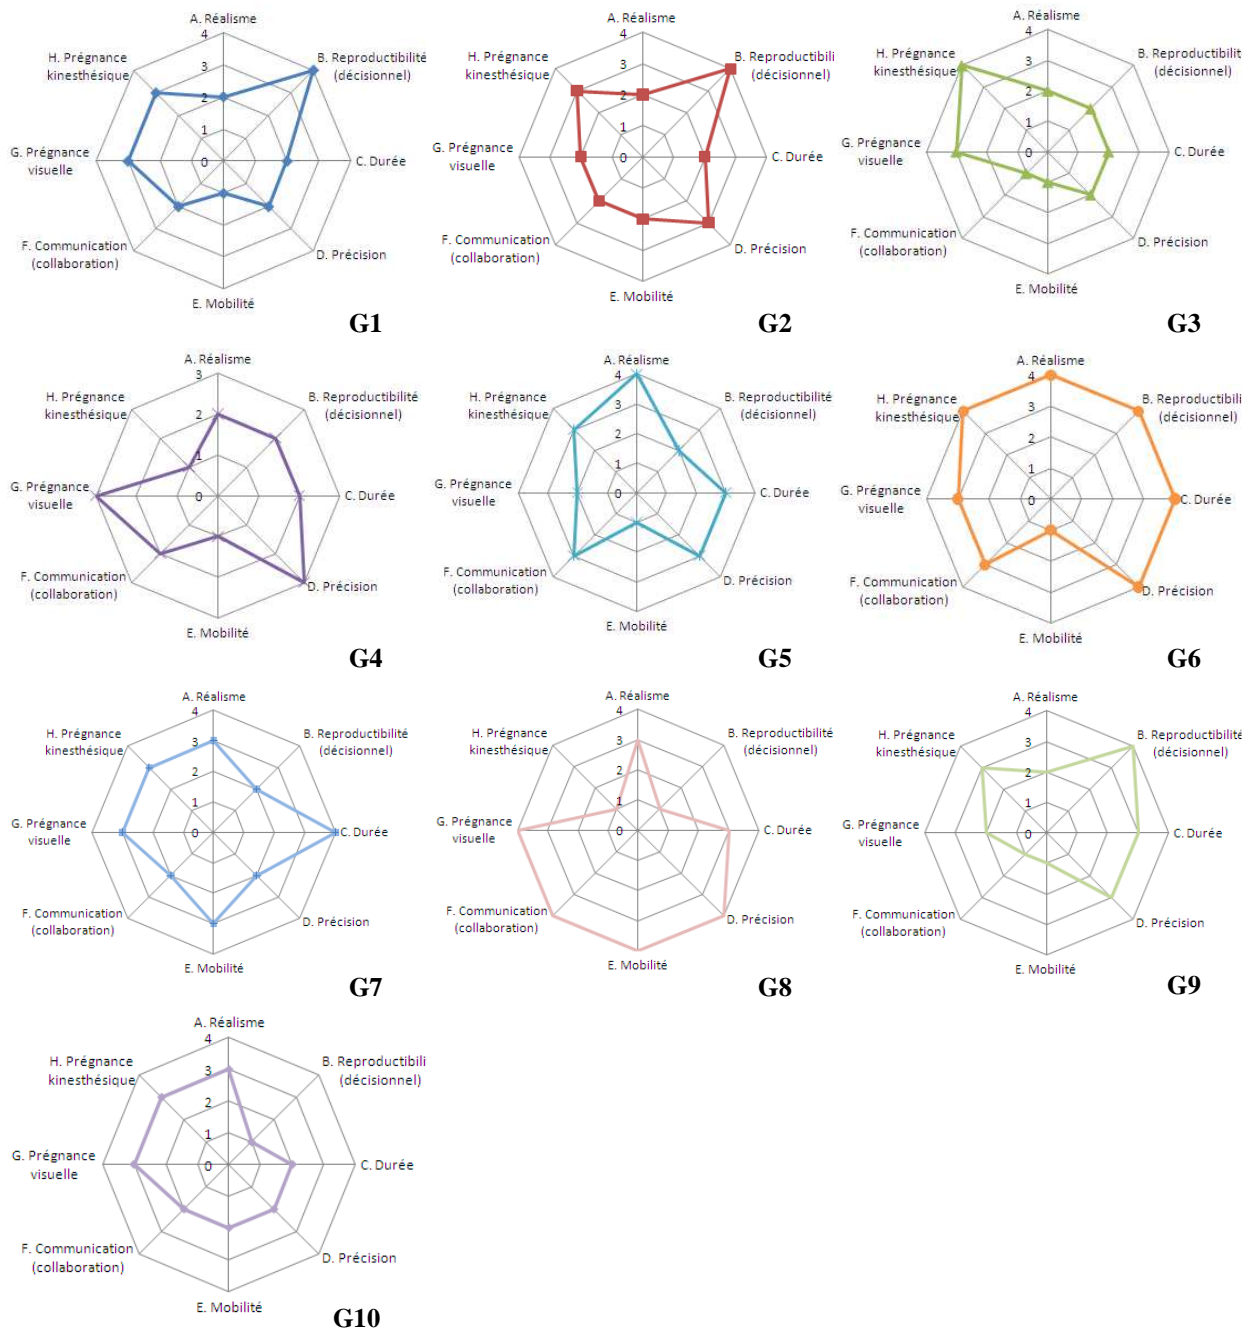 A. Réalisme
4
3
2
1
0
B. Reproductibilité
(décisionnel)
C. Durée
D. Précision
E. Mobilité
F. Communication
(collaboration)
G. Prégnance
visuelle
H. Prégnance
kinesthésique
G1
A. Réalisme
4
3
2
1
0
B. Reproductibili
(décisionnel)
C. Durée
D. Précision
E. Mobilité
F. Communication
(collaboration)
G. Prégnance
visuelle
H. Prégnance
kinesthésique
G2
A. Réalisme
4
3
2
1
0
B. Reproductibilit
(décisionnel)
C. Durée
D. Précision
E. Mobilité
F. Communication
(collaboration)
G. Prégnance
visuelle
H. Prégnance
kinesthésique
G3
A. Réalisme
3
2
1
0
B. Reproductibilité
(décisionnel)
C. Durée
D. Précision
E. Mobilité
F. Communication
(collaboration)
G. Prégnance
visuelle
H. Prégnance
kinesthésique
G4
A. Réalisme
4
3
2
1
0
B. Reproductibilité
(décisionnel)
C. Durée
D. Précision
E. Mobilité
F. Communication
(collaboration)
G. Prégnance
visuelle
H. Prégnance
kinesthésique
G5
A. Réalisme
4
3
2
1
0
B. Reproductibili
(décisionnel)
C. Durée
D. Précision
E. Mobilité
F. Communication
(collaboration)
G. Prégnance
visuelle
H. Prégnance
kinesthésique
G6
A. Réalisme
4
3
2
1
0
B. Reproductibilité
(décisionnel)
C. Durée
D. Précision
E. Mobilité
F. Communication
(collaboration)
G. Prégnance
visuelle
H. Prégnance
kinesthésique
G7
A. Réalisme
4
3
2
1
0
B. Reproductibilité
(décisionnel)
C. Durée
D. Précision
E. Mobilité
F. Communication
(collaboration)
G. Prégnance
visuelle
H. Prégnance
kinesthésique
G8
A. Réalisme
4
3
2
1
0
B. Reproductibilité
(décisionnel)
C. Durée
D. Précision
E. Mobilité
F. Communication
(collaboration)
G. Prégnance
visuelle
H. Prégnance
kinesthésique
G9
A. Réalisme
4
3
2
1
0
B. Reproductibili
(décisionnel)
C. Durée
D. Précision
E. Mobilité
F. Communication
(collaboration)
G. Prégnance
visuelle
H. Prégnance
kinesthésique
G10